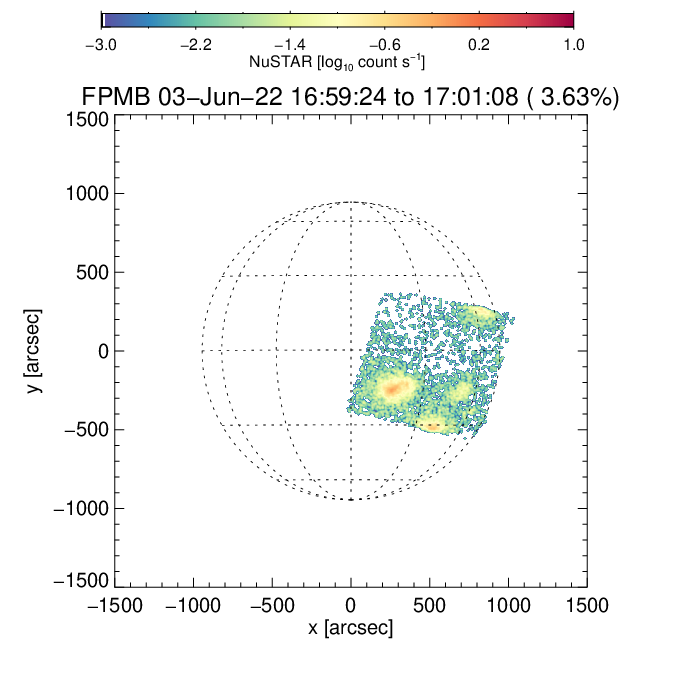 −3.0 −2.2 −1.4 −0.6 0.2 1.0
NuSTAR [log₁₀ count s⁻¹]
FPMB 03−Jun−22 16:59:24 to 17:01:08 ( 3.63%)
1500
1000
500
0
−500
−1000
−1500
y [arcsec]
−1500 −1000 −500 0 500 1000 1500
x [arcsec]